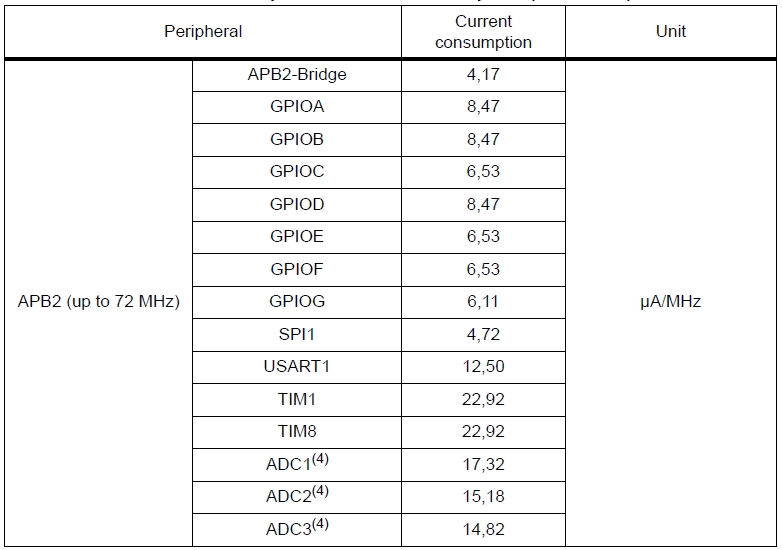 Peripheral Current consumption Unit
APB2-Bridge 4,17
GPIOA 8,47
GPIOB 8,47
GPIOC 6,53
GPIOD 8,47
GPIOE 6,53
GPIOF 6,53
APB2 (up to 72 MHz) GPIOG 6,11 µA/MHz
SPI1 4,72
USART1 12,50
TIM1 22,92
TIM8 22,92
ADC1(4) 17,32
ADC2(4) 15,18
ADC3(4) 14,82